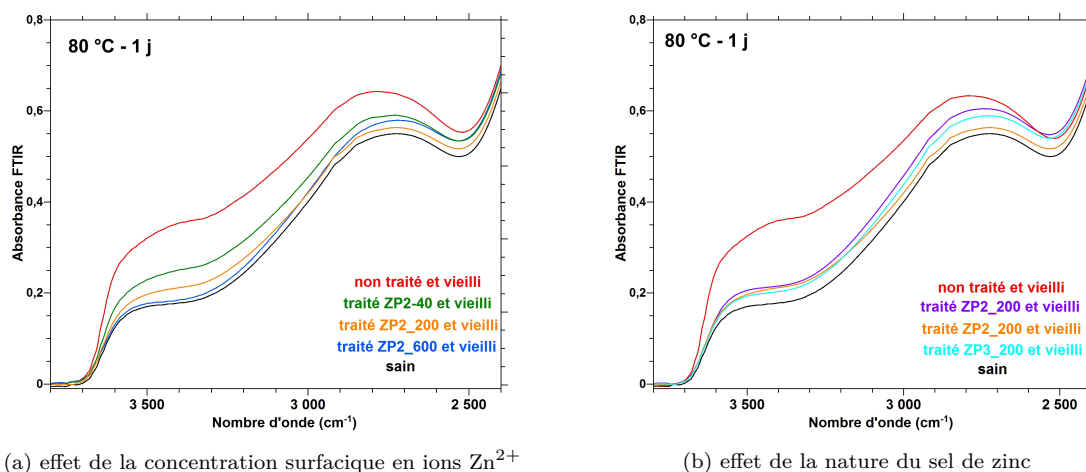 80 °C - 1 j
0,8
0,6
0,4
0,2
0
Absorbance FTIR
non traité et vieilli
traité ZP2-40 et vieilli
traité ZP2_200 et vieilli
traité ZP2_600 et vieilli
sain
3 500
3 000
2 500
Nombre d'onde (cm⁻¹)
(a) effet de la concentration surfacique en ions Zn²⁺
80 °C - 1 j
0,8
0,6
0,4
0,2
0
Absorbance FTIR
non traité et vieilli
traité ZP2_200 et vieilli
traité ZP2_200 et vieilli
traité ZP3_200 et vieilli
sain
3 500
3 000
2 500
Nombre d'onde (cm⁻¹)
(b) effet de la nature du sel de zinc